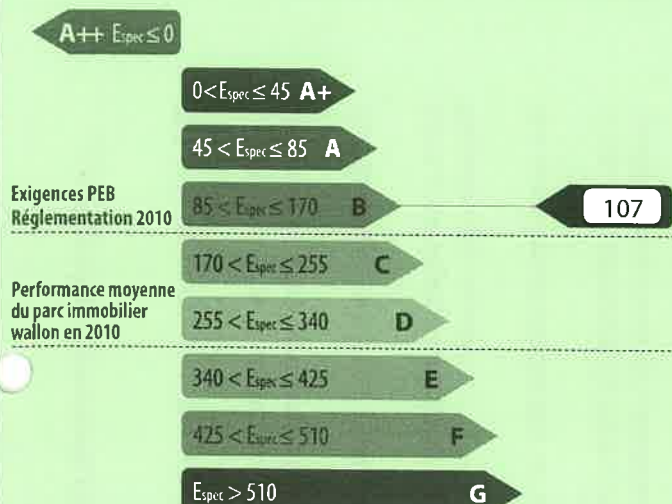 A++ Espec ≤ 0
0 < Espec ≤ 45 A+
45 < Espec ≤ 85 A
Exigences PEB
Réglementation 2010
85 < Espec ≤ 170 B
107
170 < Espec ≤ 255 C
Performance moyenne
du parc immobilier
wallon en 2010
255 < Espec ≤ 340 D
340 < Espec ≤ 425 E
425 < Espec ≤ 510 F
Espec > 510 G